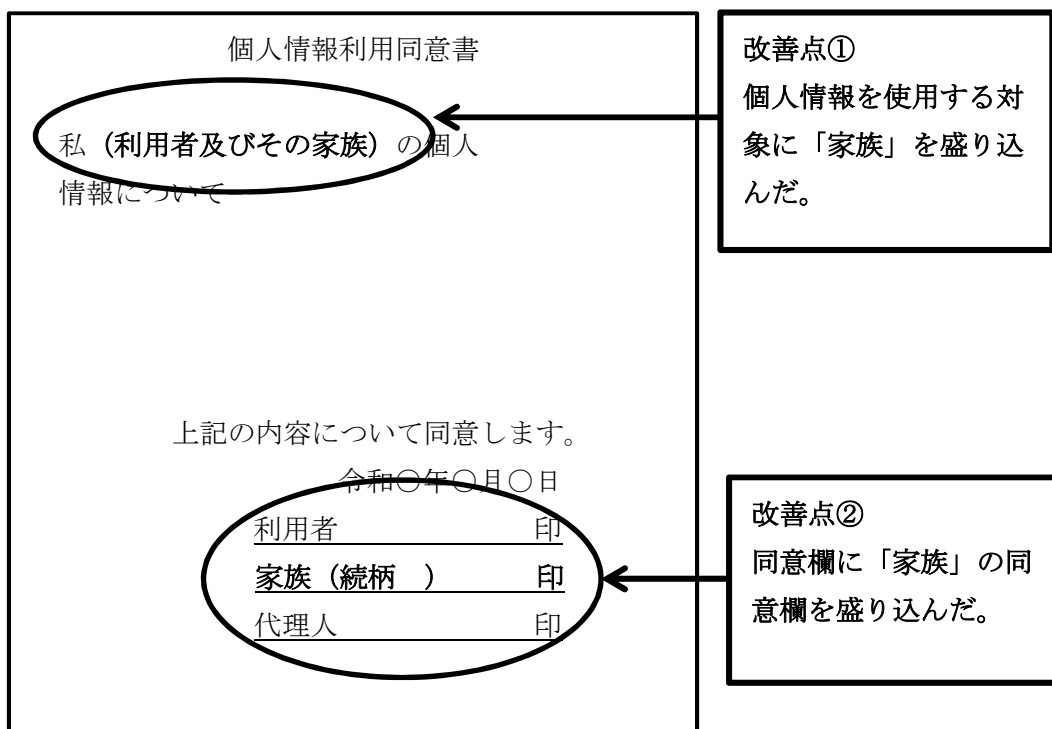 個人情報利用同意書
私（利用者及びその家族）の個人
情報について
上記の内容について同意します。
令和〇年〇月〇日
利用者 印
家族（続柄　） 印
代理人 印
改善点①
個人情報を使用する対
象に「家族」を盛り込
んだ。
改善点②
同意欄に「家族」の同
意欄を盛り込んだ。